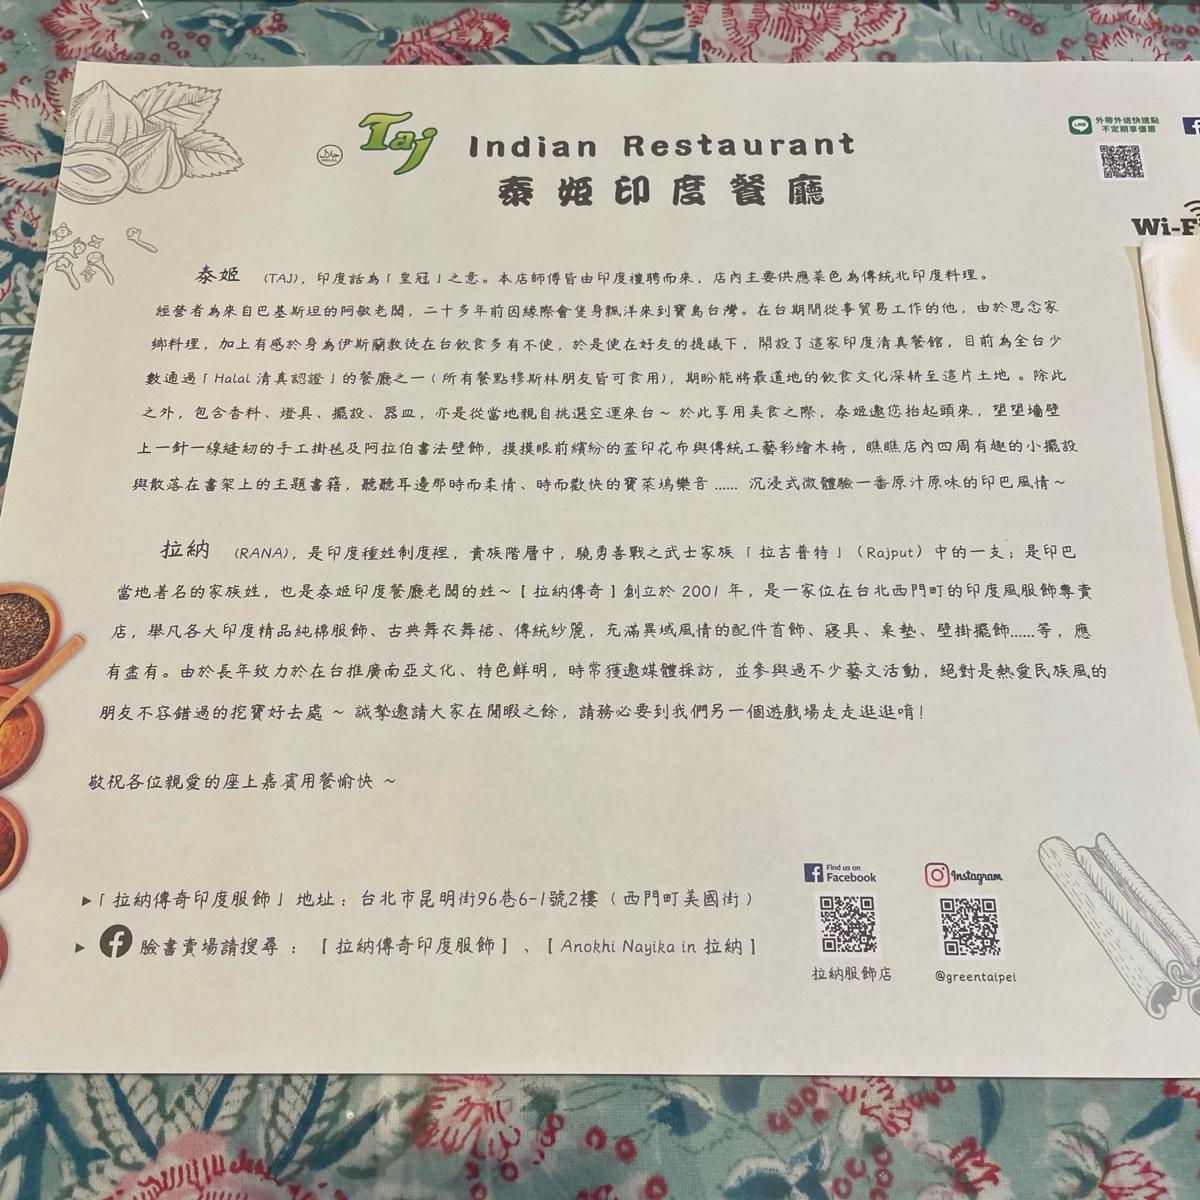 Taj Indian Restaurant
حلال
HALAL
泰姬印度餐廳
LINE 外帶外送快速點
不定期享優惠
Wi-F
泰姬 (TAJ)，印度話為「皇冠」之意。本店師傅皆由印度禮聘而來，店內主要供應菜色為傳統北印度料理。
經營者為來自巴基斯坦的阿敏老闆，二十多年前因緣際會隻身飄洋來到寶島台灣。在台期間從事貿易工作的他，由於思念家
鄉料理，加上有感於身為伊斯蘭教徒在台飲食多有不便，於是便在好友的提議下，開設了這家印度清真餐館，目前為全台少
數通過「Halal 清真認證」的餐廳之一（所有餐點穆斯林朋友皆可食用)，期盼能將最道地的飲食文化深耕至這片土地 。除此
之外，包含香料、燈具、擺設、器皿，亦是從當地親自挑選空運來台~ 於此享用美食之際，泰姬邀您抬起頭來，望望墻壁
上一針一線縫紉的手工掛毯及阿拉伯書法壁飾，摸摸眼前繽紛的蓋印花布與傳統工藝彩繪木椅，瞧瞧店內四周有趣的小擺設
與散落在書架上的主題書籍，聽聽耳邊那時而柔情、時而歡快的寶萊塢樂音 ...... 沉浸式微體驗一番原汁原味的印巴風情~
拉納 (RANA)，是印度種姓制度裡，貴族階層中，驍勇善戰之武士家族「拉吉普特」（Rajput）中的一支；是印巴
當地著名的家族姓，也是泰姬印度餐廳老闆的姓~【拉納傳奇】創立於 2001 年，是一家位在台北西門町的印度風服飾專賣
店，舉凡各大印度精品純棉服飾、古典舞衣舞裙、傳統紗麗，充滿異域風情的配件首飾、寢具、桌墊、壁掛擺飾......等，應
有盡有。由於長年致力於在台推廣南亞文化、特色鮮明，時常獲邀媒體採訪，並參與過不少藝文活動，絕對是熱愛民族風的
朋友不容錯過的挖寶好去處 ~ 誠摯邀請大家在閒暇之餘，請務必要到我們另一個遊戲場走走逛逛唷！
敬祝各位親愛的座上嘉賓用餐愉快 ~
Find us on
Facebook
Instagram
▶「拉納傳奇印度服飾」地址：台北市昆明街96巷6-1號2樓（西門町美國街）
▶ 臉書賣場請搜尋：【拉納傳奇印度服飾】、【Anokhi Nayika in 拉納】
拉納服飾店
@greentaipei